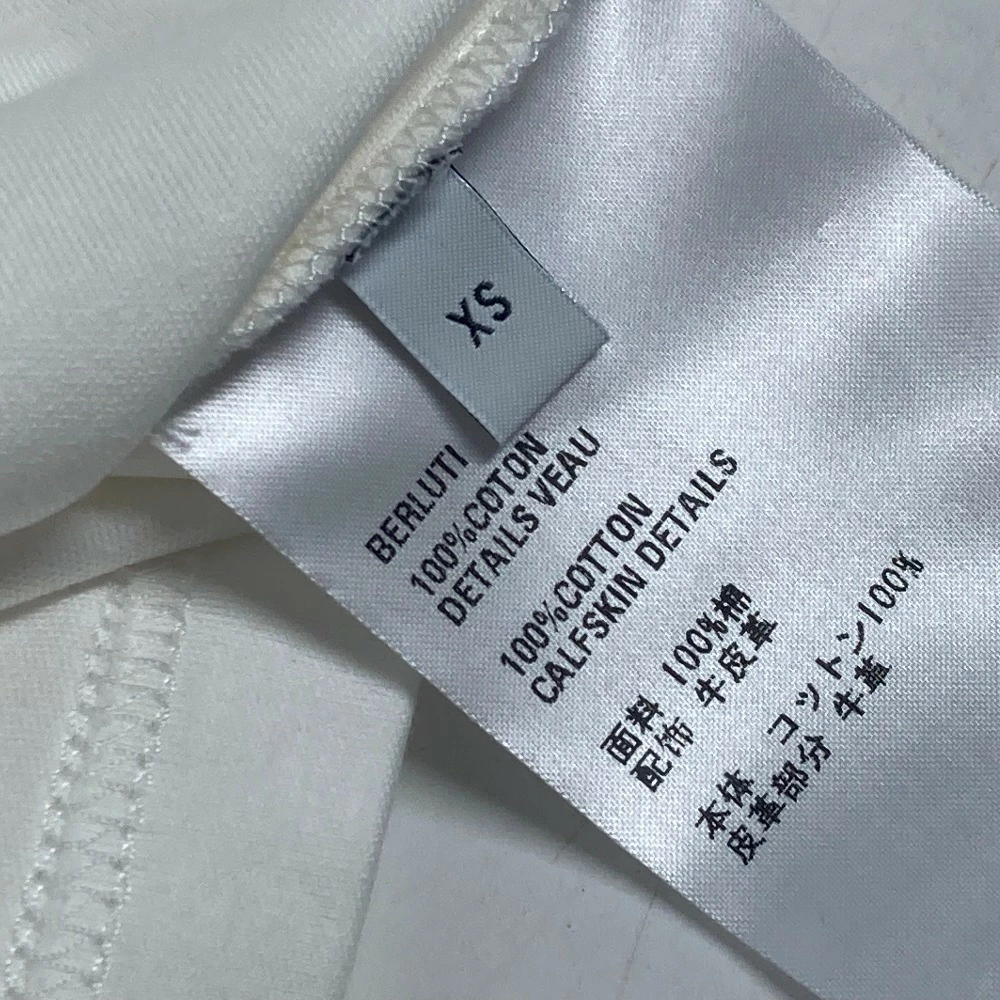 XS
BERLUTI
100%COTON
DETAILS VEAU
100%COTTON
CALFSKIN DETAILS
面料 100%棉
配饰 牛皮革
本体 コットン100%
皮革部分 牛革